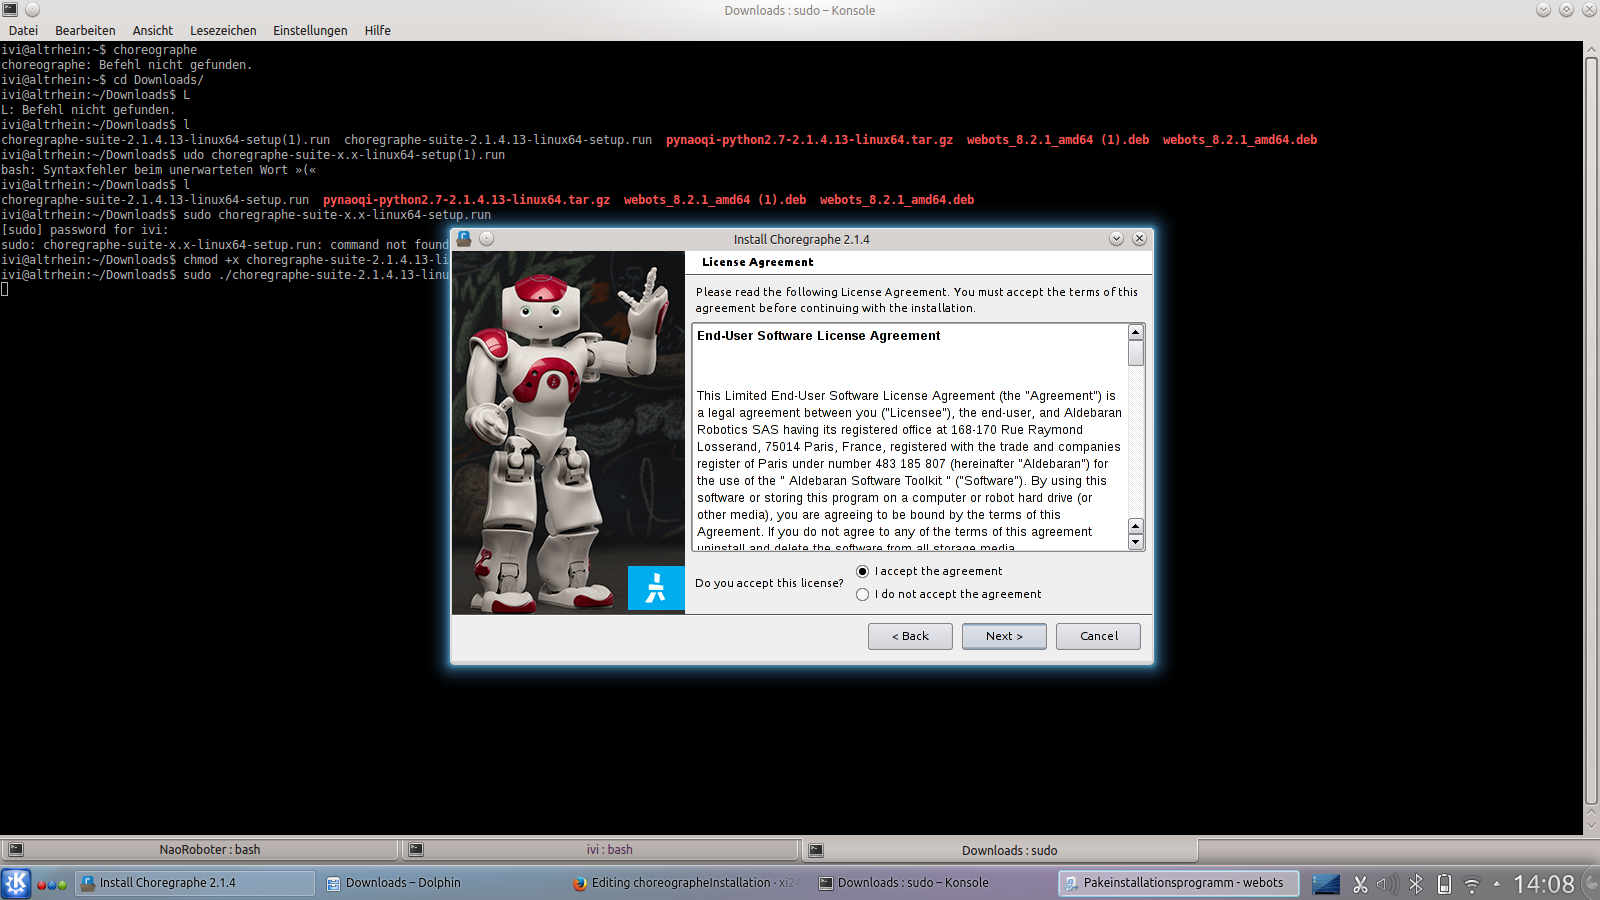 Downloads : sudo – Konsole
Datei Bearbeiten Ansicht Lesezeichen Einstellungen Hilfe
ivi@altrhein:~$ choreographe
choreographe: Befehl nicht gefunden.
ivi@altrhein:~$ cd Downloads/
ivi@altrhein:~/Downloads$ L
L: Befehl nicht gefunden.
ivi@altrhein:~/Downloads$ l
choregraphe-suite-2.1.4.13-linux64-setup(1).run choregraphe-suite-2.1.4.13-linux64-setup.run pynaoqi-python2.7-2.1.4.13-linux64.tar.gz webots_8.2.1_amd64 (1).deb webots_8.2.1_amd64.deb
ivi@altrhein:~/Downloads$ udo choregraphe-suite-x.x-linux64-setup(1).run
bash: Syntaxfehler beim unerwarteten Wort »(«
ivi@altrhein:~/Downloads$ l
choregraphe-suite-2.1.4.13-linux64-setup.run pynaoqi-python2.7-2.1.4.13-linux64.tar.gz webots_8.2.1_amd64 (1).deb webots_8.2.1_amd64.deb
ivi@altrhein:~/Downloads$ sudo choregraphe-suite-x.x-linux64-setup.run
[sudo] password for ivi:
sudo: choregraphe-suite-x.x-linux64-setup.run: command not found
ivi@altrhein:~/Downloads$ chmod +x choregraphe-suite-2.1.4.13-li
ivi@altrhein:~/Downloads$ sudo ./choregraphe-suite-2.1.4.13-linu
Install Choregraphe 2.1.4
License Agreement
Please read the following License Agreement. You must accept the terms of this
agreement before continuing with the installation.
End-User Software License Agreement
This Limited End-User Software License Agreement (the "Agreement") is
a legal agreement between you ("Licensee"), the end-user, and Aldebaran
Robotics SAS having its registered office at 168-170 Rue Raymond
Losserand, 75014 Paris, France, registered with the trade and companies
register of Paris under number 483 185 807 (hereinafter "Aldebaran") for
the use of the " Aldebaran Software Toolkit " ("Software"). By using this
software or storing this program on a computer or robot hard drive (or
other media), you are agreeing to be bound by the terms of this
Agreement. If you do not agree to any of the terms of this agreement
uninstall and delete the software from all storage media.
Do you accept this license?
I accept the agreement
I do not accept the agreement
< Back Next > Cancel
NaoRoboter : bash ivi : bash Downloads : sudo
Install Choregraphe 2.1.4 Downloads – Dolphin Editing choreographeInstallation · xi24 Downloads : sudo – Konsole Pakeinstallationsprogramm - webots 14:08